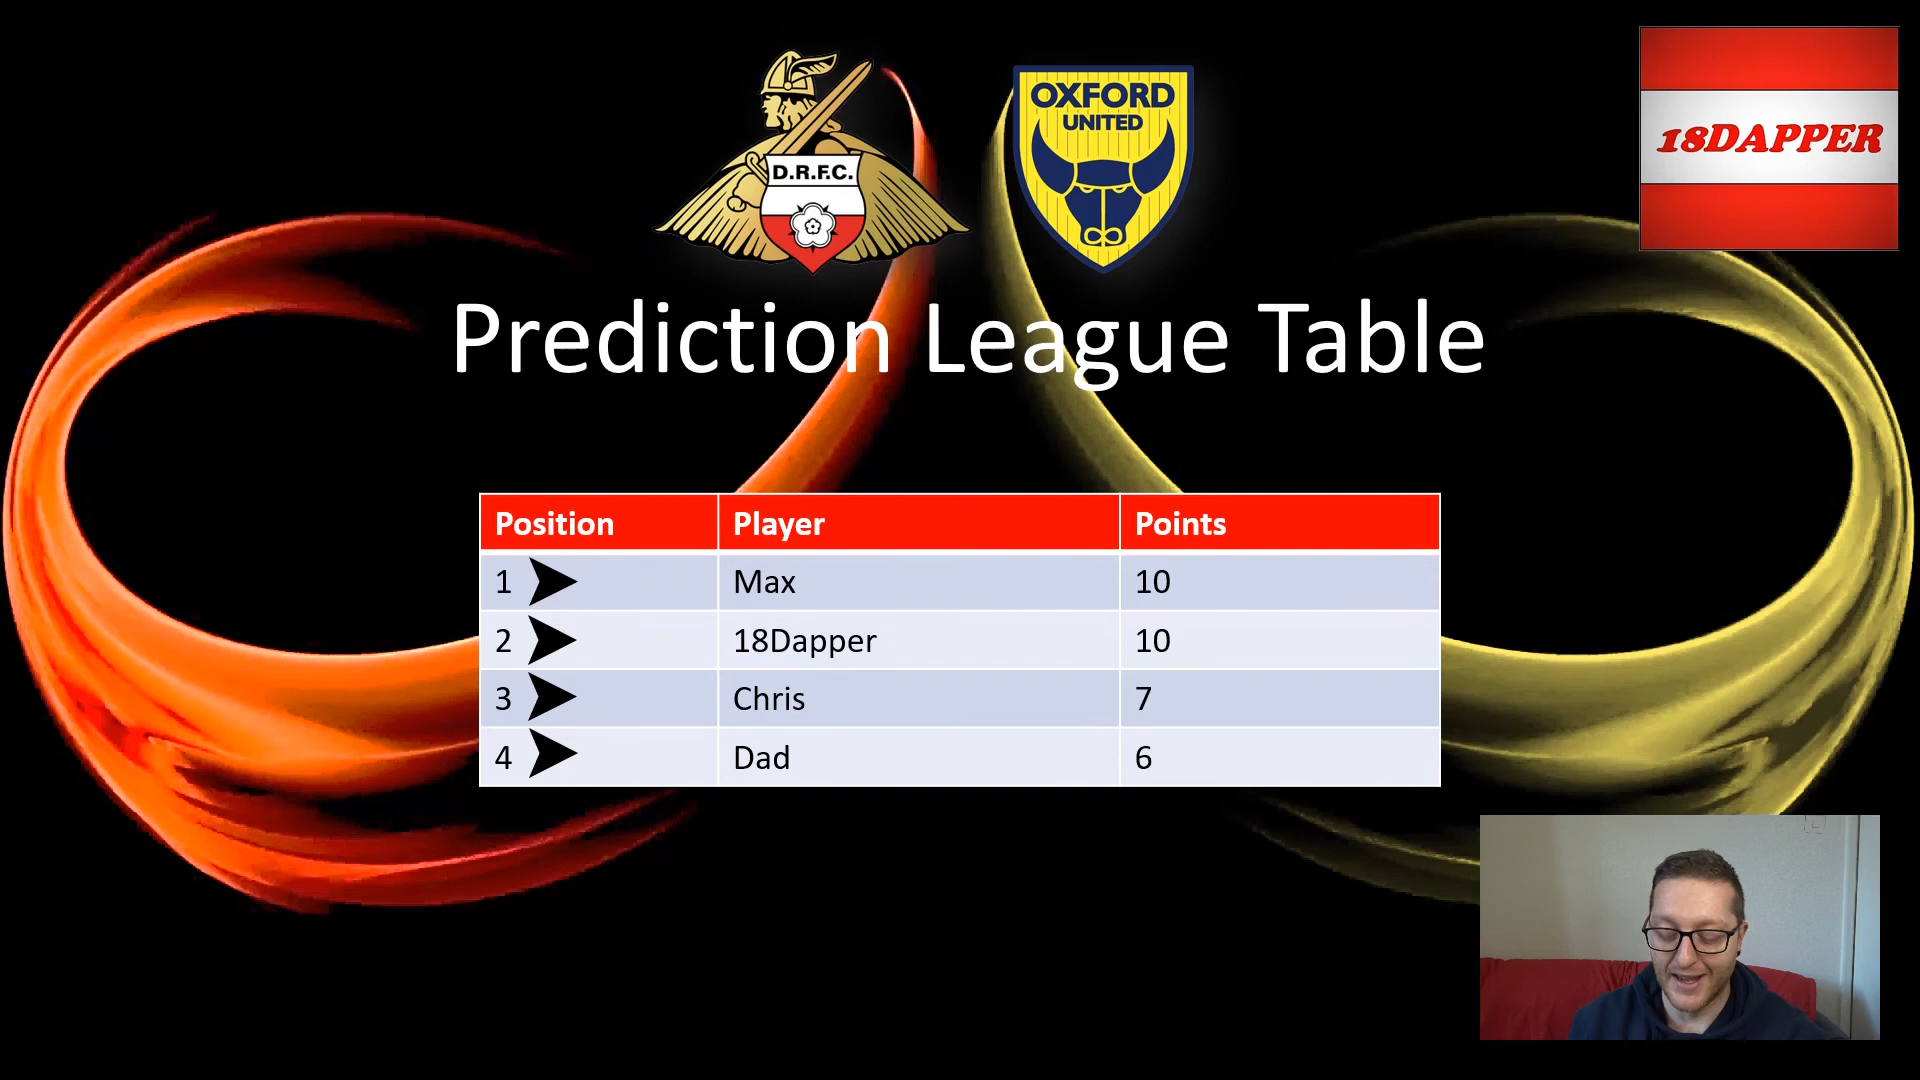 D.R.F.C.
OXFORD
UNITED
18DAPPER
Prediction League Table
Position Player Points
1 Max 10
2 18Dapper 10
3 Chris 7
4 Dad 6